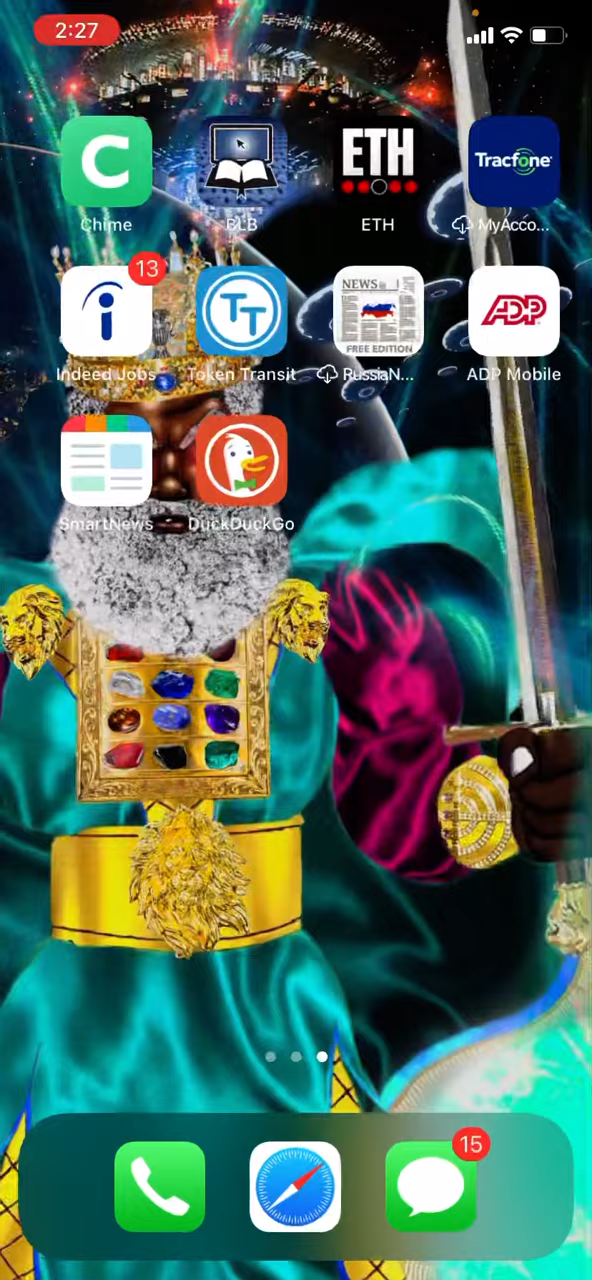 2:27
C
ETH
Tracfone
Chime
BLB
ETH
MyAcco...
13
i
TT
NEWS
FREE EDITION
ADP
Indeed Jobs
Token Transit
RussiaN...
ADP Mobile
SmartNews
DuckDuckGo
15